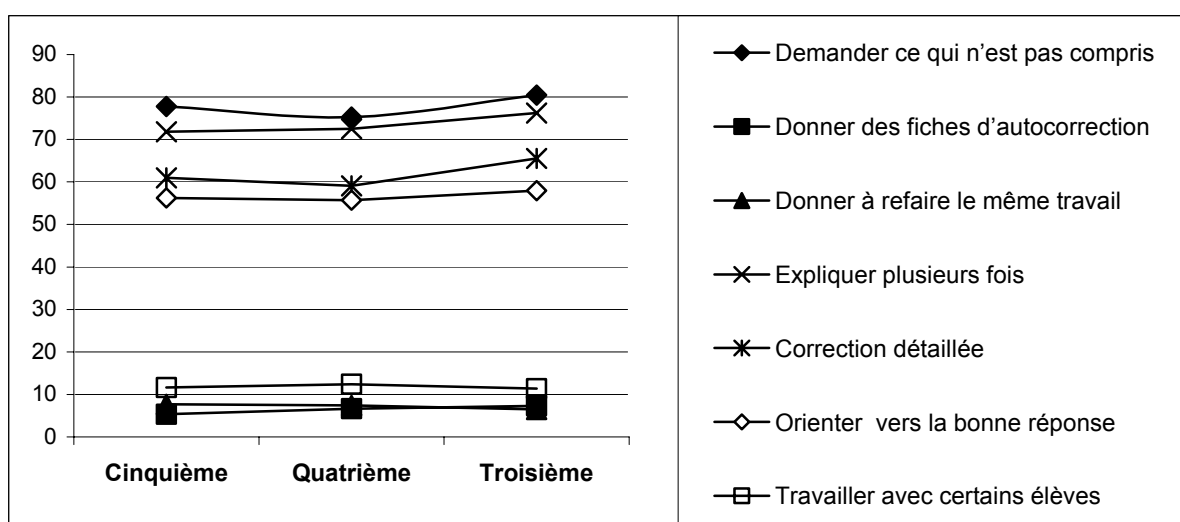 90
80
70
60
50
40
30
20
10
0
Cinquième Quatrième Troisième
Demander ce qui n’est pas compris
Donner des fiches d’autocorrection
Donner à refaire le même travail
Expliquer plusieurs fois
Correction détaillée
Orienter vers la bonne réponse
Travailler avec certains élèves